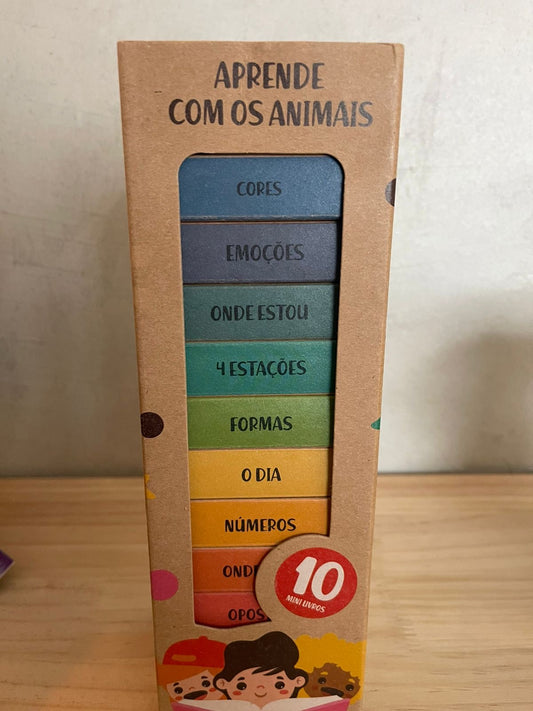 APRENDE
COM OS ANIMAIS
CORES
EMOÇÕES
ONDE ESTOU
4 ESTAÇÕES
FORMAS
O DIA
NÚMEROS
10
MINI LIVROS